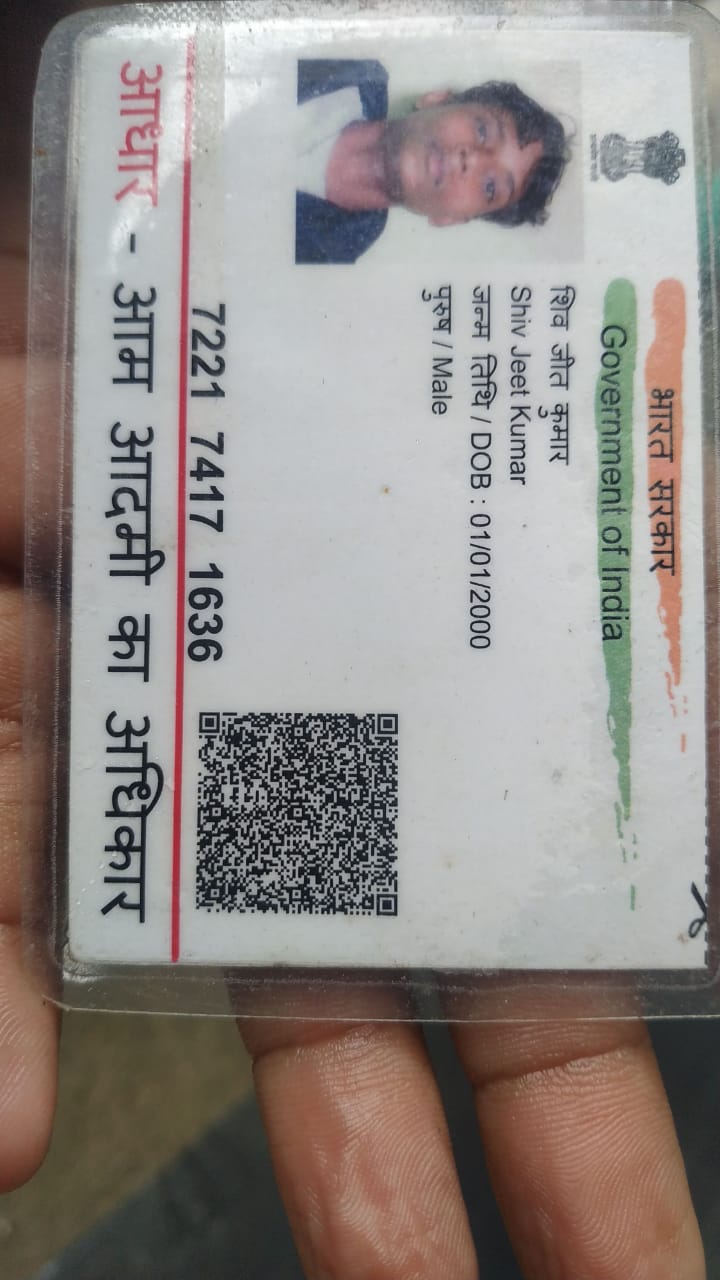 भारत सरकार
Government of India
शिव जीत कुमार
Shiv Jeet Kumar
जन्म तिथि / DOB : 01/01/2000
पुरुष / Male
7221 7417 1636
आधार - आम आदमी का अधिकार